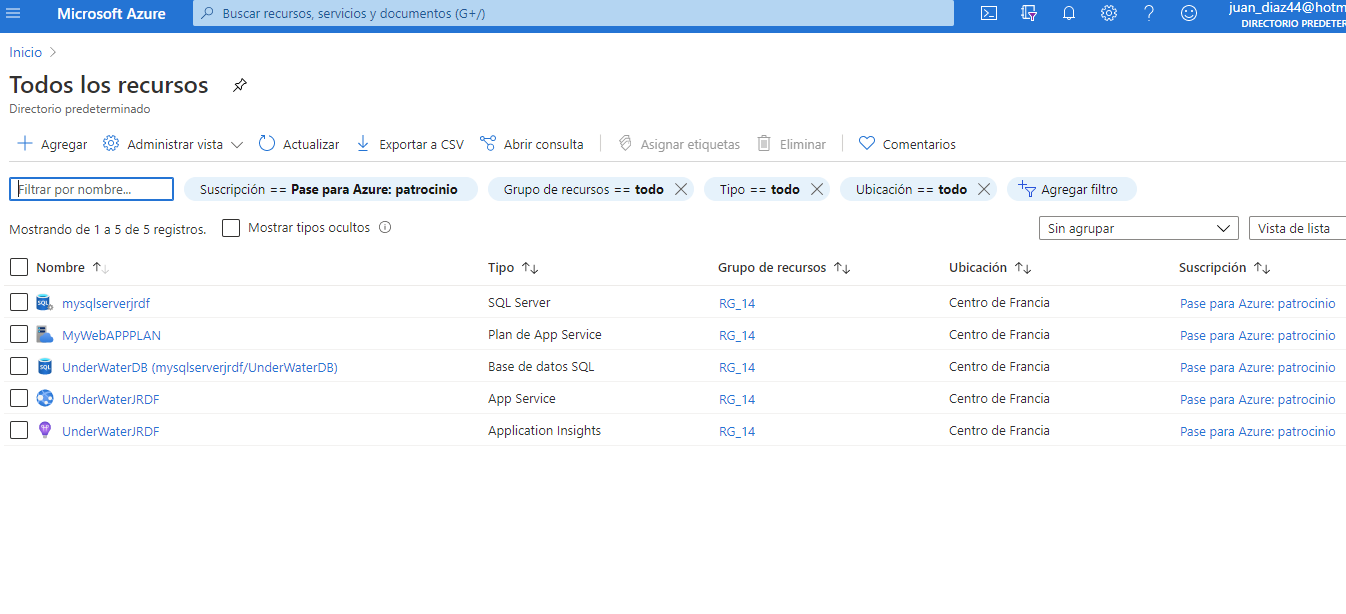 Microsoft Azure
Buscar recursos, servicios y documentos (G+/)
juan_diaz44@hotm
DIRECTORIO PREDETER
Inicio
Todos los recursos
Directorio predeterminado
Agregar Administrar vista Actualizar Exportar a CSV Abrir consulta Asignar etiquetas Eliminar Comentarios
Filtrar por nombre... Suscripción == Pase para Azure: patrocinio Grupo de recursos == todo Tipo == todo Ubicación == todo Agregar filtro
Mostrando de 1 a 5 de 5 registros. Mostrar tipos ocultos Sin agrupar Vista de lista
Nombre Tipo Grupo de recursos Ubicación Suscripción
mysqlserverjrdf SQL Server RG_14 Centro de Francia Pase para Azure: patrocinio
MyWebAPPPLAN Plan de App Service RG_14 Centro de Francia Pase para Azure: patrocinio
UnderWaterDB (mysqlserverjrdf/UnderWaterDB) Base de datos SQL RG_14 Centro de Francia Pase para Azure: patrocinio
UnderWaterJRDF App Service RG_14 Centro de Francia Pase para Azure: patrocinio
UnderWaterJRDF Application Insights RG_14 Centro de Francia Pase para Azure: patrocinio